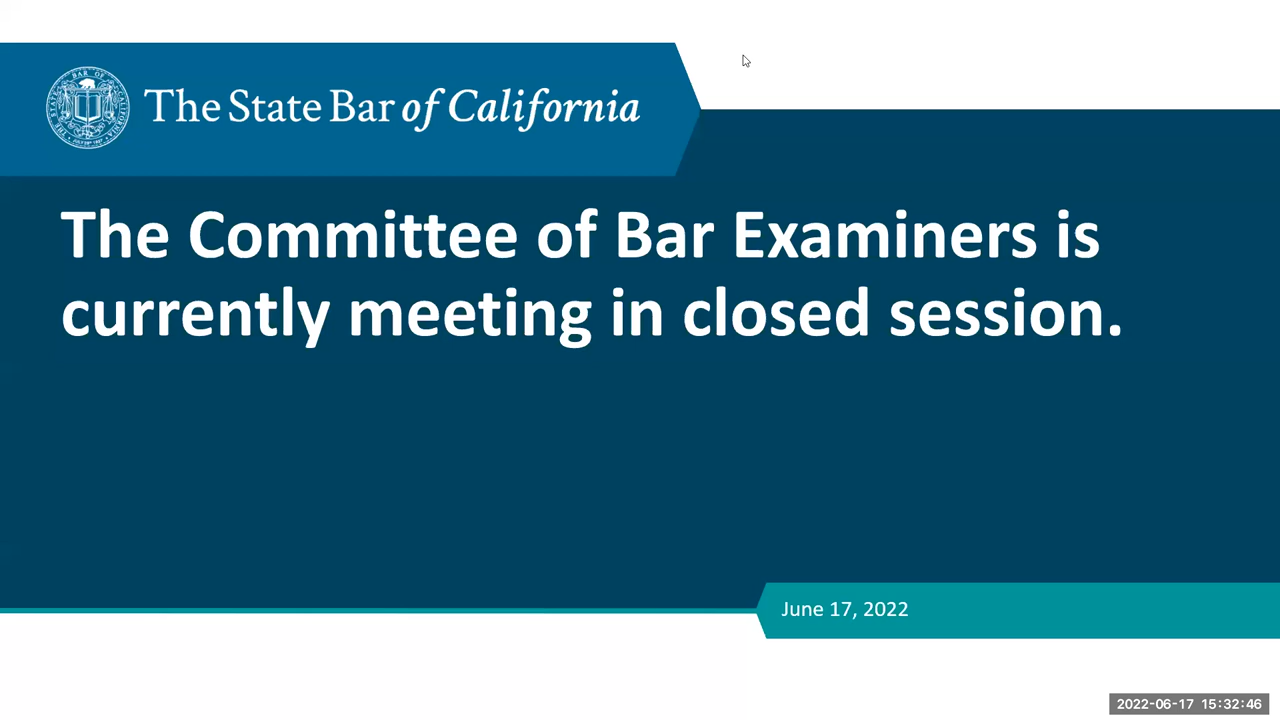 The State Bar of California
The Committee of Bar Examiners is
currently meeting in closed session.
June 17, 2022
2022-06-17 15:32:46